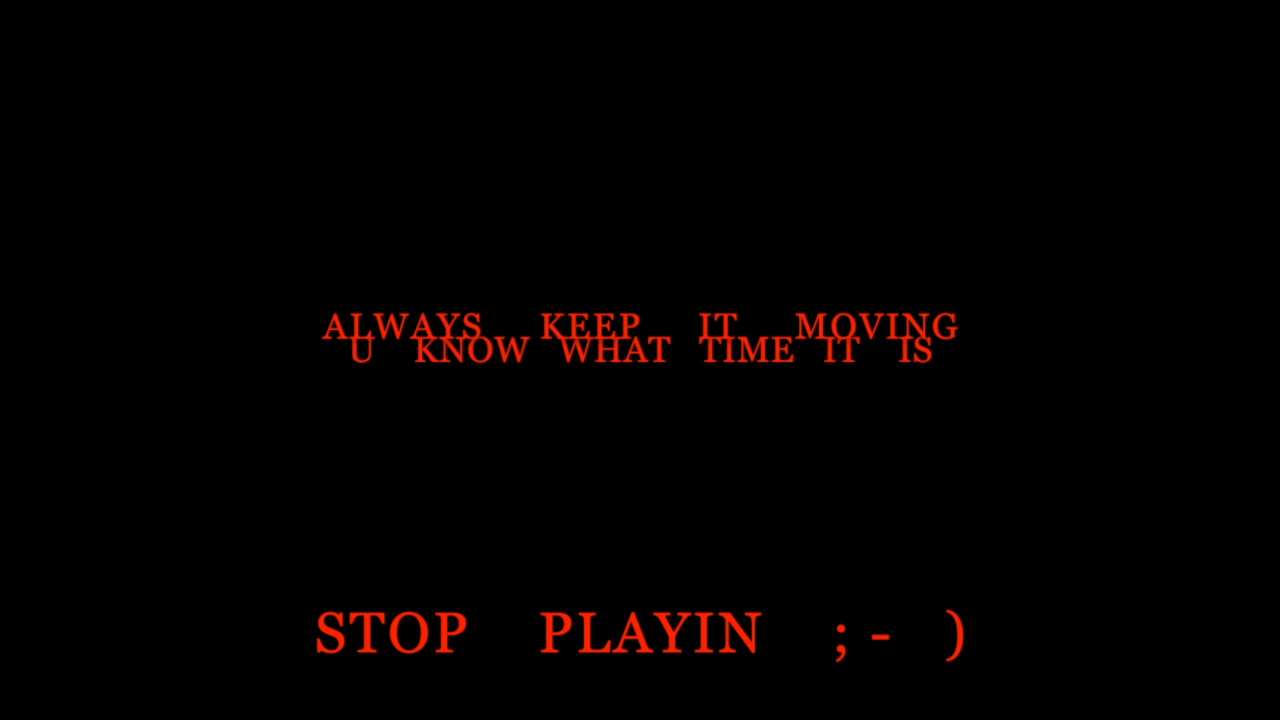 ALWAYS KEEP IT MOVING
U KNOW WHAT TIME IT IS
STOP PLAYIN ;- )